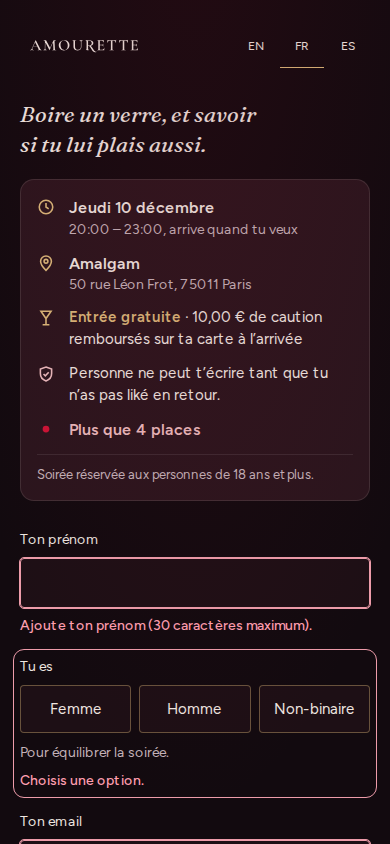 AMOURETTE
EN FR ES
Boire un verre, et savoir
si tu lui plais aussi.
Jeudi 10 décembre
20:00 – 23:00, arrive quand tu veux
Amalgam
50 rue Léon Frot, 75011 Paris
Entrée gratuite · 10,00 € de caution
remboursés sur ta carte à l’arrivée
Personne ne peut t’écrire tant que tu
n’as pas liké en retour.
Plus que 4 places
Soirée réservée aux personnes de 18 ans et plus.
Ton prénom
Ajoute ton prénom (30 caractères maximum).
Tu es
Femme Homme Non-binaire
Pour équilibrer la soirée.
Choisis une option.
Ton email